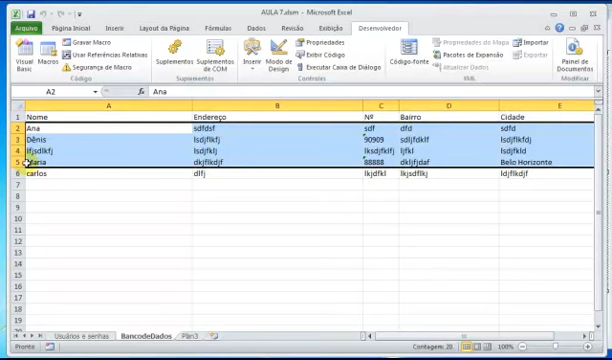 AULA 7.xlsm - Microsoft Excel
Arquivo Página Inicial Inserir Layout da Página Fórmulas Dados Revisão Exibição Desenvolvedor
Visual Basic
Macros
Gravar Macro
Usar Referências Relativas
Segurança de Macro
Código
Suplementos
Suplementos de COM
Suplementos
Inserir
Modo de Design
Propriedades
Exibir Código
Executar Caixa de Diálogo
Controles
Código-fonte
Propriedades do Mapa
Pacotes de Expansão
Atualizar Dados
Importar
Exportar
XML
Painel de Documentos
Modificar
A2 Ana
A B C D E
1 Nome Endereço Nº Bairro Cidade
2 Ana sdfdsf sdf dfd sdfd
3 Dênis lsdjflkfj 90909 sdljfdklf lsdjflkfj
4 lfjsdlkfj lsdjfklj lksdjfklfj ljfkl lsdjfkld
5 Maria dkjflkdjf 88888 dkljfjdaf Belo Horizonte
6 carlos dlfj lkjdfkl lkjsdflkj ldjflkdjf
7
8
9
10
11
12
13
14
15
16
17
18
19
Usuários e senhas BancodeDados Plan3
Pronto Contagem: 20 100%